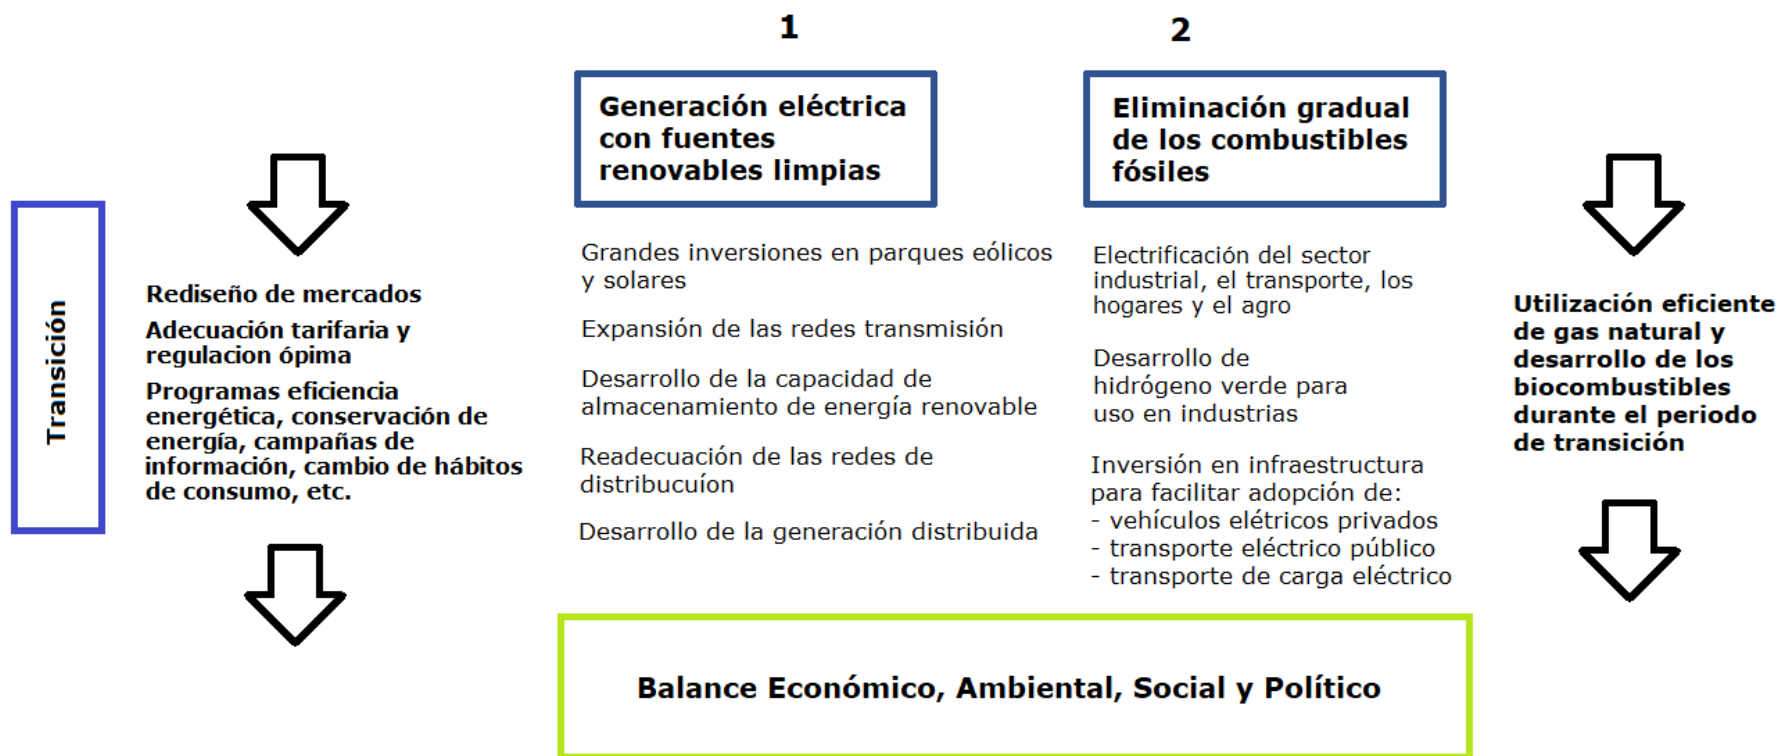 1
2
Generación eléctrica
con fuentes
renovables limpias
Eliminación gradual
de los combustibles
fósiles
Transición
Rediseño de mercados
Adecuación tarifaria y
regulacion ópima
Programas eficiencia
energética, conservación de
energía, campañas de
información, cambio de hábitos
de consumo, etc.
Grandes inversiones en parques eólicos
y solares
Expansión de las redes transmisión
Desarrollo de la capacidad de
almacenamiento de energía renovable
Readecuación de las redes de
distribucuíon
Desarrollo de la generación distribuida
Electrificación del sector
industrial, el transporte, los
hogares y el agro
Desarrollo de
hidrógeno verde para
uso en industrias
Inversión en infraestructura
para facilitar adopción de:
- vehículos elétricos privados
- transporte eléctrico público
- transporte de carga eléctrico
Utilización eficiente
de gas natural y
desarrollo de los
biocombustibles
durante el periodo
de transición
Balance Económico, Ambiental, Social y Político